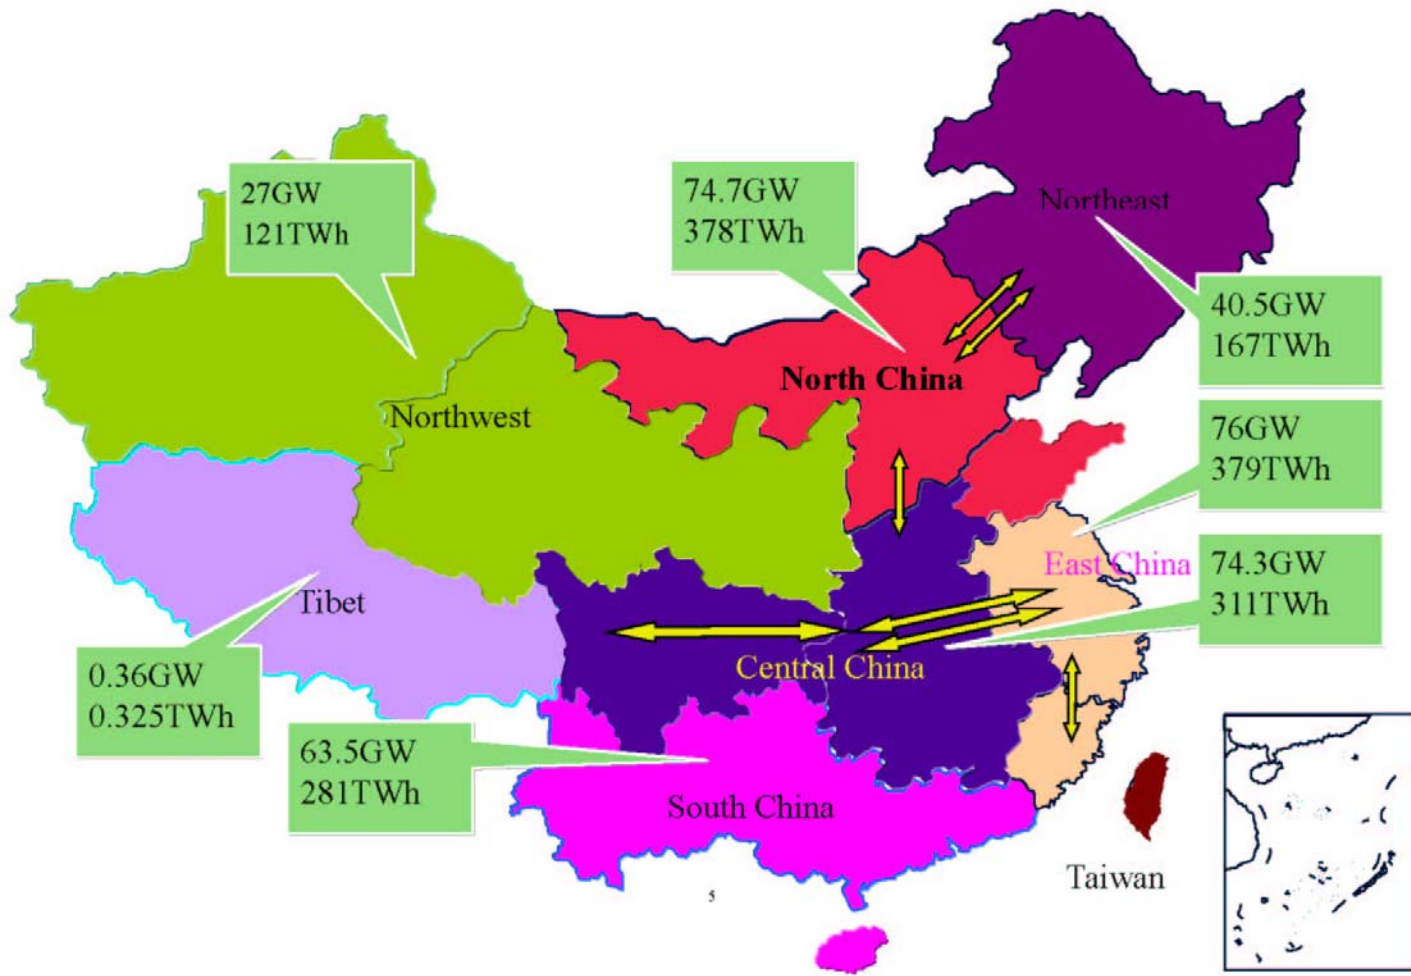 27GW
121TWh
74.7GW
378TWh
Northeast
40.5GW
167TWh
North China
Northwest
76GW
379TWh
East China
74.3GW
311TWh
Tibet
Central China
0.36GW
0.325TWh
63.5GW
281TWh
South China
Taiwan
5